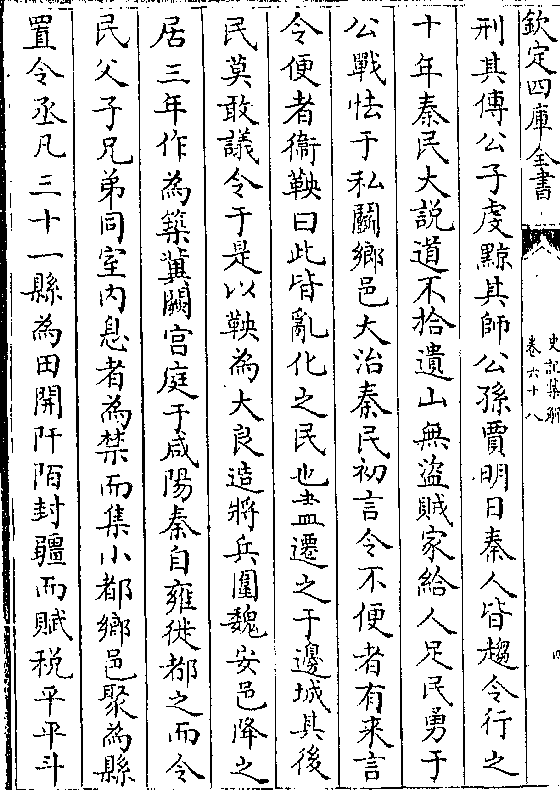 欽定四庫全書
史記集解
卷六十八
四
刑其傅公子虔黥其師公孫賈明日秦人皆趨令行之
十年秦民大説道不拾遺山無盜賊家給人足民勇于
公戰怯于私鬭鄉邑大治秦民初言令不便者有來言
令便者衞鞅曰此皆亂化之民也盡遷之于邊城其後
民莫敢議令于是以鞅為大良造將兵圍魏安邑降之
居三年作為築冀闕宫庭于咸陽秦自雍徙都之而令
民父子兄弟同室内息者為禁而集小都鄉邑聚為縣
置令丞凡三十一縣為田開阡陌封疆而賦税平平斗